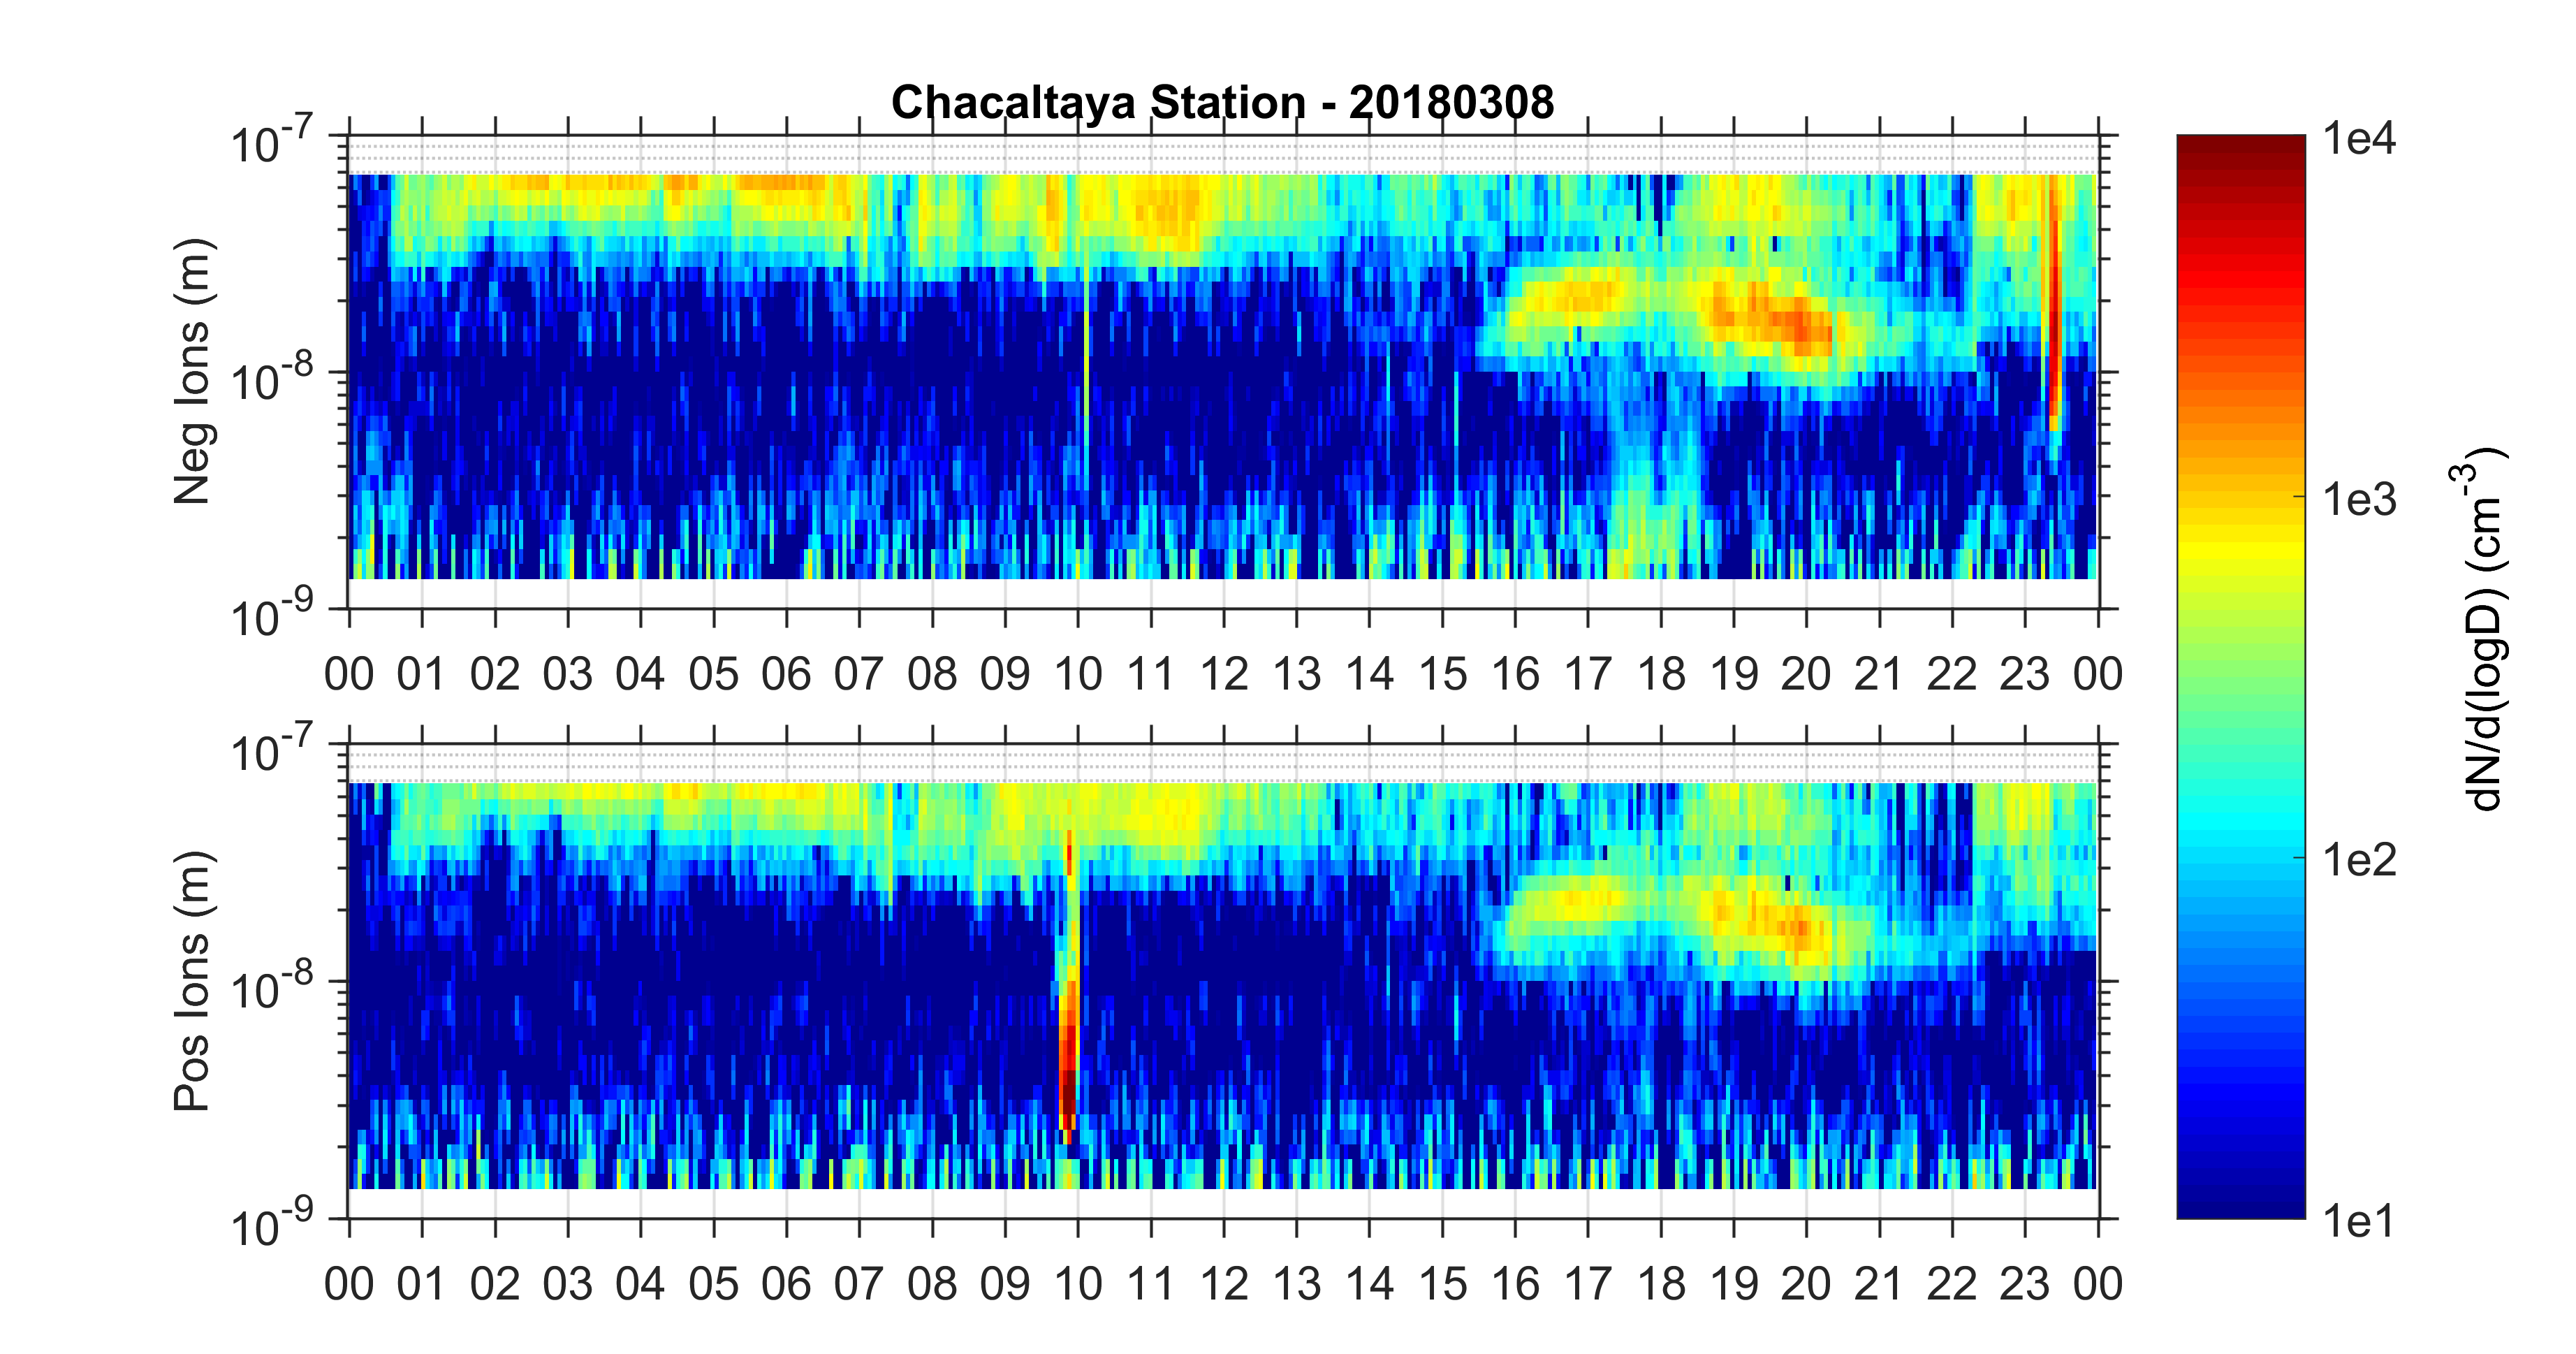 Chacaltaya Station - 20180308
10^-7
10^-8
10^-9
Neg Ions (m)
00 01 02 03 04 05 06 07 08 09 10 11 12 13 14 15 16 17 18 19 20 21 22 23 00
10^-7
10^-8
10^-9
Pos Ions (m)
00 01 02 03 04 05 06 07 08 09 10 11 12 13 14 15 16 17 18 19 20 21 22 23 00
1e4
1e3
1e2
1e1
dN/d(logD) (cm^-3)